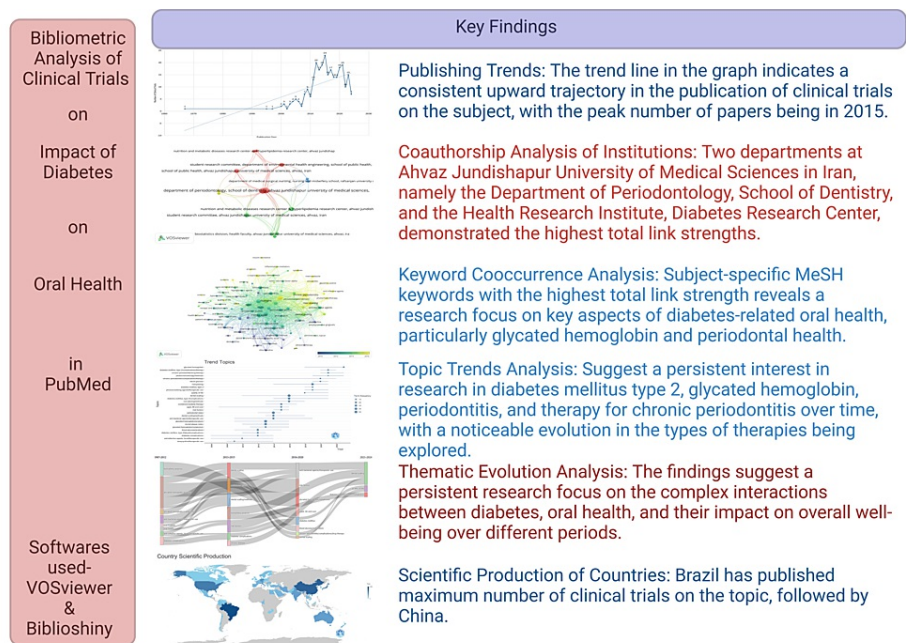 Bibliometric
Analysis of
Clinical Trials
on
Impact of
Diabetes
on
Oral Health
in
PubMed
Softwares
used-
VOSviewer
&
Biblioshiny
Key Findings
Publishing Trends: The trend line in the graph indicates a
consistent upward trajectory in the publication of clinical trials
on the subject, with the peak number of papers being in 2015.
Coauthorship Analysis of Institutions: Two departments at
Ahvaz Jundishapur University of Medical Sciences in Iran,
namely the Department of Periodontology, School of Dentistry,
and the Health Research Institute, Diabetes Research Center,
demonstrated the highest total link strengths.
VOSviewer
Keyword Cooccurrence Analysis: Subject-specific MeSH
keywords with the highest total link strength reveals a
research focus on key aspects of diabetes-related oral health,
particularly glycated hemoglobin and periodontal health.
VOSviewer
Trend Topics
Topic Trends Analysis: Suggest a persistent interest in
research in diabetes mellitus type 2, glycated hemoglobin,
periodontitis, and therapy for chronic periodontitis over time,
with a noticeable evolution in the types of therapies being
explored.
Thematic Evolution Analysis: The findings suggest a
persistent research focus on the complex interactions
between diabetes, oral health, and their impact on overall well-
being over different periods.
Country Scientific Production
Scientific Production of Countries: Brazil has published
maximum number of clinical trials on the topic, followed by
China.